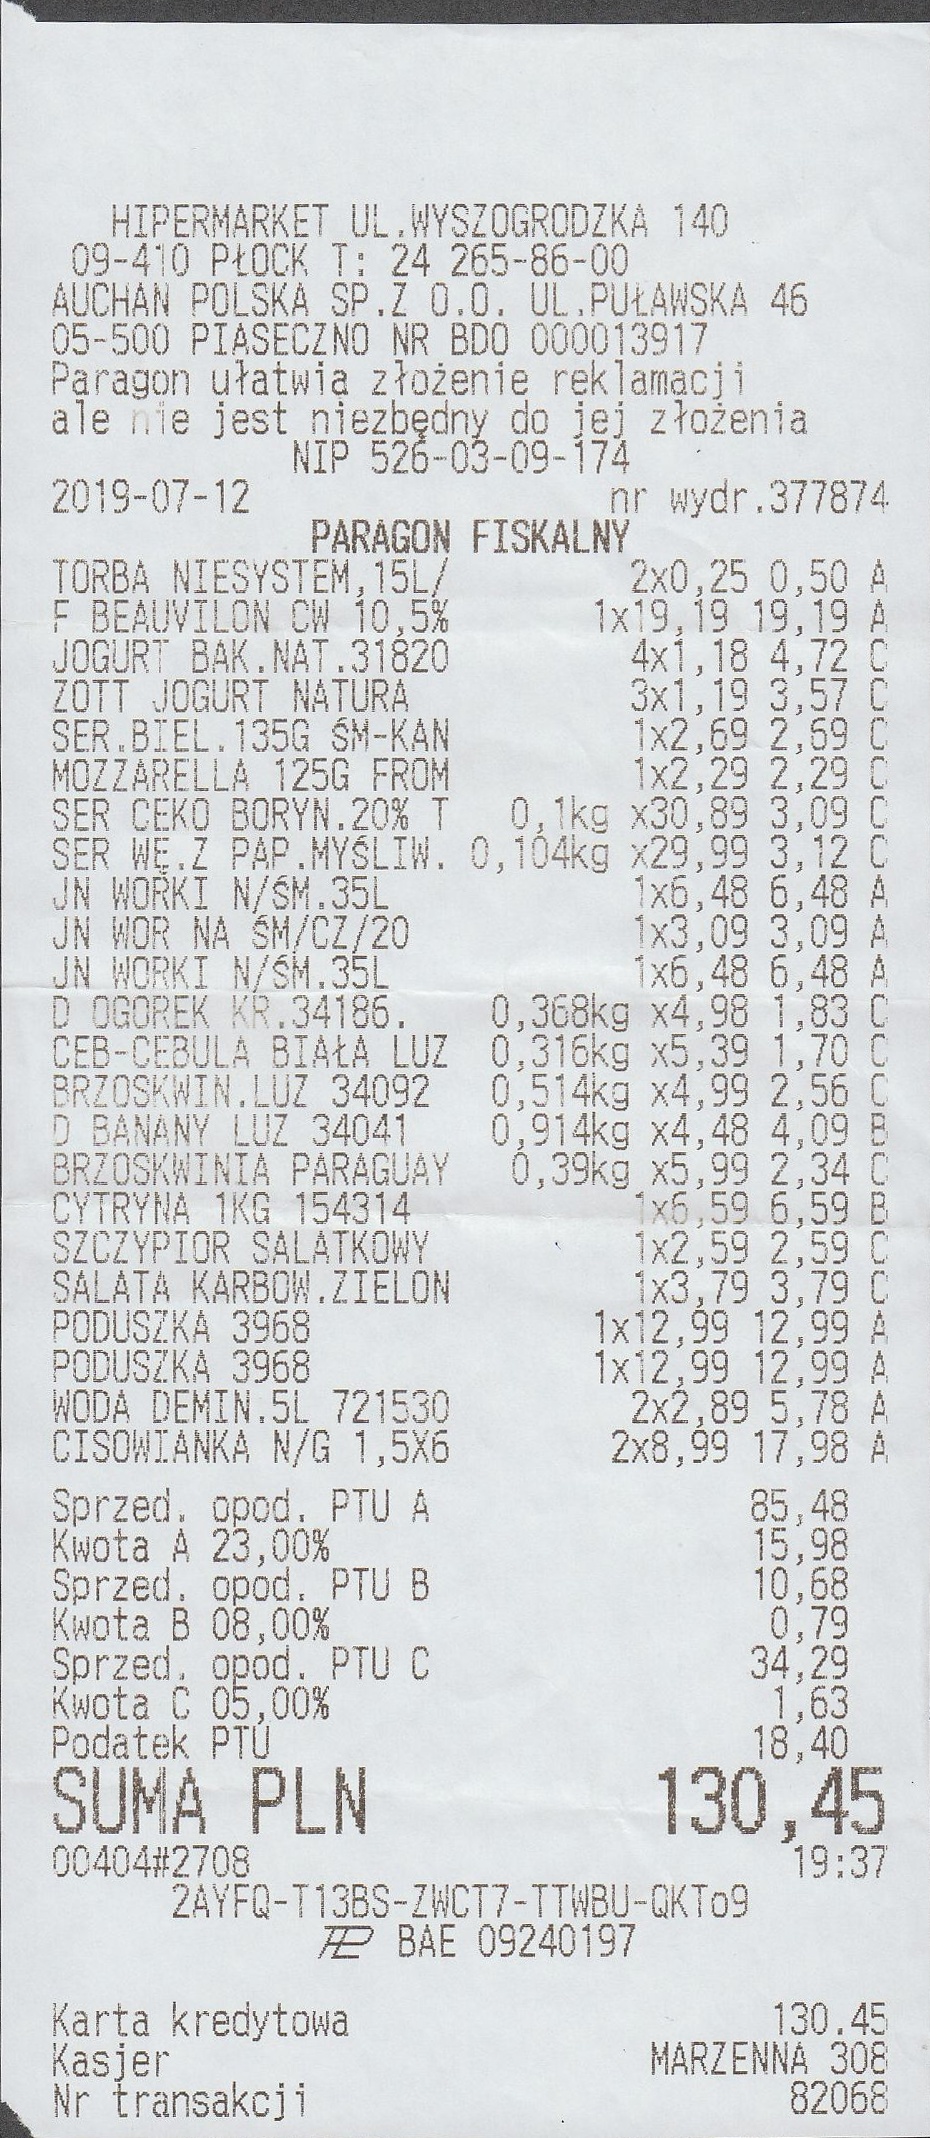 HIPERMARKET UL.WYSZOGRODZKA 140
09-410 PŁOCK T: 24 265-86-00
AUCHAN POLSKA SP.Z O.O. UL.PUŁAWSKA 46
05-500 PIASECZNO NR BDO 000013917
Paragon ułatwia złożenie reklamacji
ale nie jest niezbędny do jej złożenia
NIP 526-03-09-174
2019-07-12 nr wydr.377874
PARAGON FISKALNY
TORBA NIESYSTEM,15L/ 2x0,25 0,50 A
F BEAUVILON CW 10,5% 1x19,19 19,19 A
JOGURT BAK.NAT.31820 4x1,18 4,72 C
ZOTT JOGURT NATURA 3x1,19 3,57 C
SER.BIEL.135G ŚM-KAN 1x2,69 2,69 C
MOZZARELLA 125G FROM 1x2,29 2,29 C
SER CEKO BORYN.20% T 0,1kg x30,89 3,09 C
SER WĘ.Z PAP.MYŚLIW. 0,104kg x29,99 3,12 C
JN WORKI N/ŚM.35L 1x6,48 6,48 A
JN WOR NA ŚM/CZ/20 1x3,09 3,09 A
JN WORKI N/ŚM.35L 1x6,48 6,48 A
D OGOREK KR.34186. 0,368kg x4,98 1,83 C
CEB-CEBULA BIAŁA LUZ 0,316kg x5,39 1,70 C
BRZOSKWIN.LUZ 34092 0,514kg x4,99 2,56 C
D BANANY LUZ 34041 0,914kg x4,48 4,09 B
BRZOSKWINIA PARAGUAY 0,39kg x5,99 2,34 C
CYTRYNA 1KG 154314 1x6,59 6,59 B
SZCZYPIOR SALATKOWY 1x2,59 2,59 C
SALATA KARBOW.ZIELON 1x3,79 3,79 C
PODUSZKA 3968 1x12,99 12,99 A
PODUSZKA 3968 1x12,99 12,99 A
WODA DEMIN.5L 721530 2x2,89 5,78 A
CISOWIANKA N/G 1,5X6 2x8,99 17,98 A
Sprzed. opod. PTU A 85,48
Kwota A 23,00% 15,98
Sprzed. opod. PTU B 10,68
Kwota B 08,00% 0,79
Sprzed. opod. PTU C 34,29
Kwota C 05,00% 1,63
Podatek PTU 18,40
SUMA PLN 130,45
00404#2708 19:37
2AYFQ-T13BS-ZWCT7-TTWBU-QKTo9
PL BAE 09240197
Karta kredytowa 130.45
Kasjer MARZENNA 308
Nr transakcji 82068